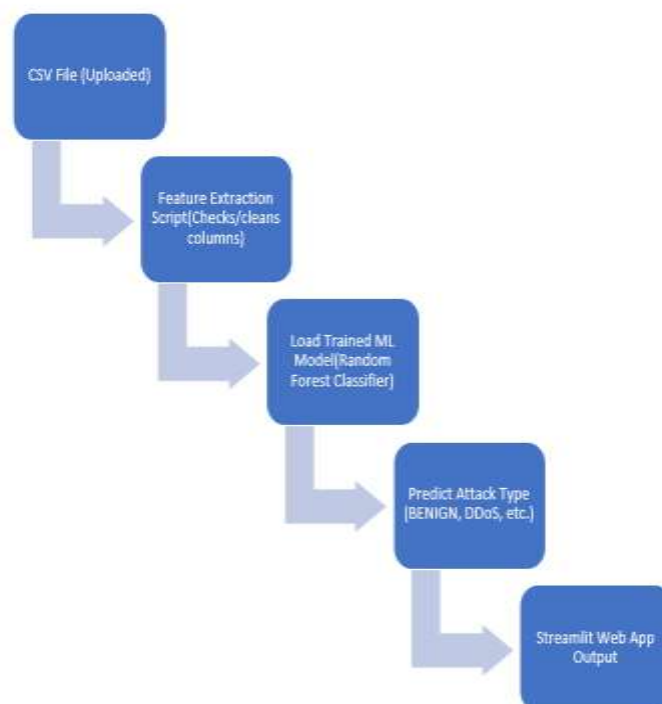 CSV File (Uploaded)
Feature Extraction
Script(Checks/cleans
columns)
Load Trained ML
Model(Random
Forest Classifier)
Predict Attack Type
(BENIGN, DDoS, etc.)
Streamlit Web App
Output